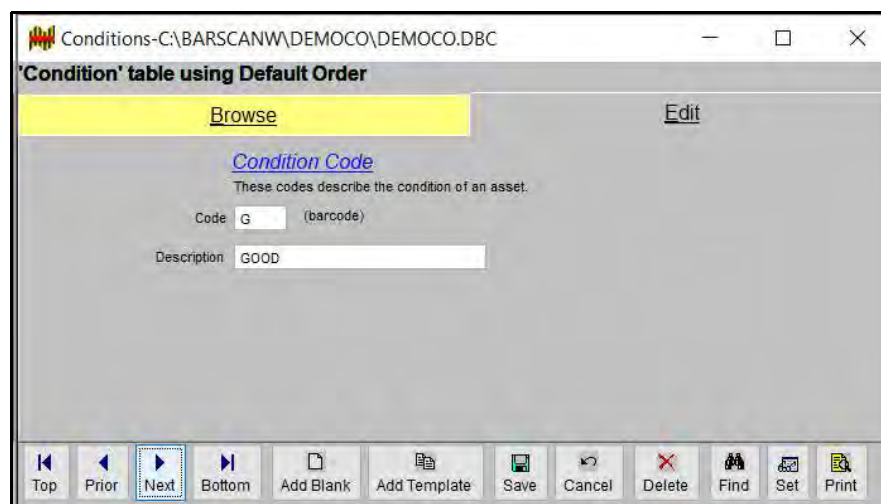 Conditions-C:\BARSCANW\DEMOCO\DEMOCO.DBC
'Condition' table using Default Order
Browse
Edit
Condition Code
These codes describe the condition of an asset.
Code G (barcode)
Description GOOD
Top Prior Next Bottom Add Blank Add Template Save Cancel Delete Find Set Print